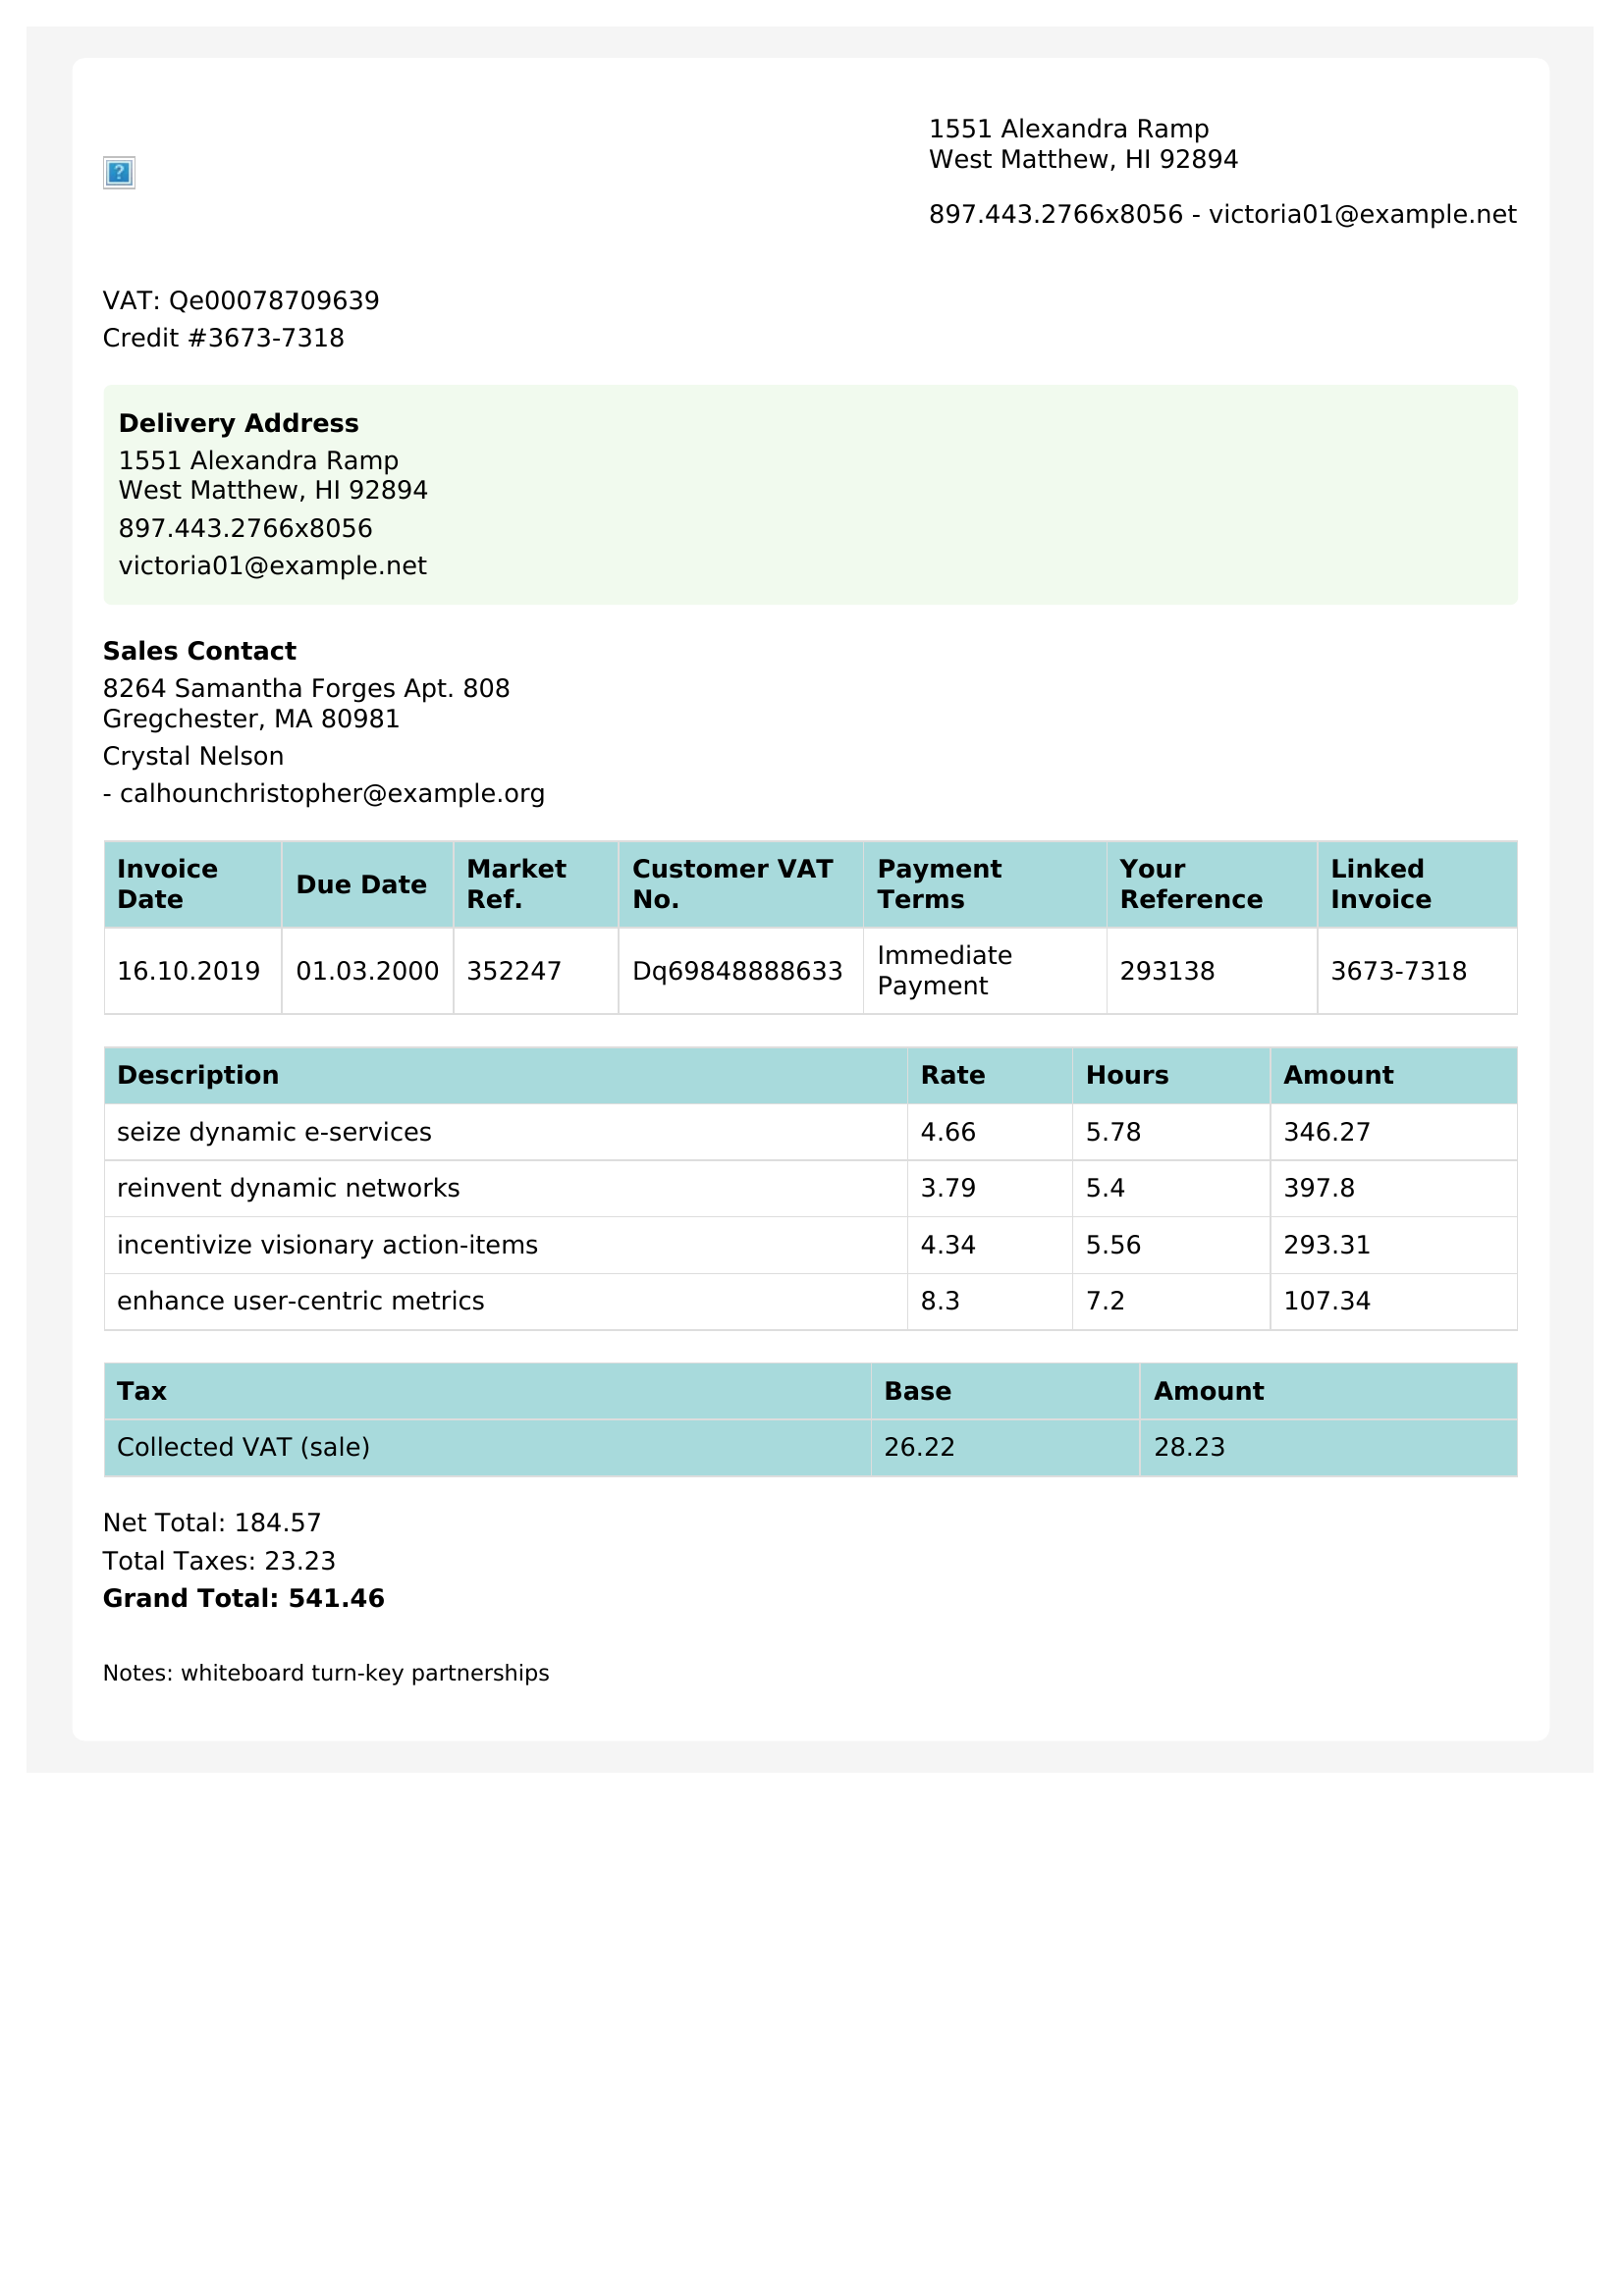 1551 Alexandra Ramp
West Matthew, HI 92894
897.443.2766x8056 - victoria01@example.net
VAT: Qe00078709639
Credit #3673-7318
Delivery Address
1551 Alexandra Ramp
West Matthew, HI 92894
897.443.2766x8056
victoria01@example.net
Sales Contact
8264 Samantha Forges Apt. 808
Gregchester, MA 80981
Crystal Nelson
- calhounchristopher@example.org
Invoice Date Due Date Market Ref. Customer VAT No. Payment Terms Your Reference Linked Invoice
16.10.2019 01.03.2000 352247 Dq69848888633 Immediate Payment 293138 3673-7318
Description Rate Hours Amount
seize dynamic e-services 4.66 5.78 346.27
reinvent dynamic networks 3.79 5.4 397.8
incentivize visionary action-items 4.34 5.56 293.31
enhance user-centric metrics 8.3 7.2 107.34
Tax Base Amount
Collected VAT (sale) 26.22 28.23
Net Total: 184.57
Total Taxes: 23.23
Grand Total: 541.46
Notes: whiteboard turn-key partnerships